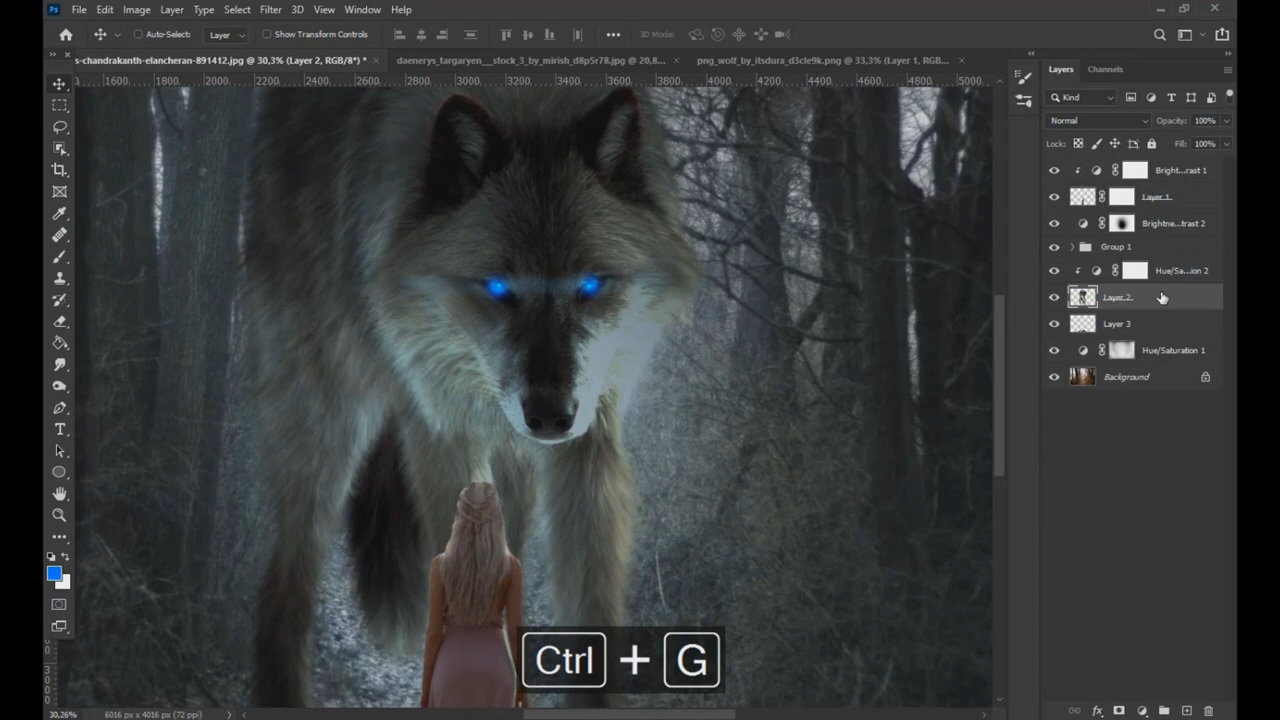 Ps File Edit Image Layer Type Select Filter 3D View Window Help
Auto-Select: Layer Show Transform Controls 3D Mode:
s-chandrakanth-elancheran-891412.jpg @ 30,3% (Layer 2, RGB/8*) * daenerys_targaryen__stock_3_by_mirish_d8p5r78.jpg @ 20,8... png_wolf_by_itsdura_d3cle9k.png @ 33,3% (Layer 1, RGB...
1600 1800 2000 2200 2400 2600 2800 3000 3200 3400 3600 3800 4000 4200 4400 4600 4800 5000
Layers Channels
Kind
Normal Opacity: 100%
Lock: Fill: 100%
Bright...rast 1
Layer 1
Brightne...trast 2
Group 1
Hue/Sa...ion 2
Layer 2
Layer 3
Hue/Saturation 1
Background
Ctrl + G
30,26% 6016 px x 4016 px (72 ppi)